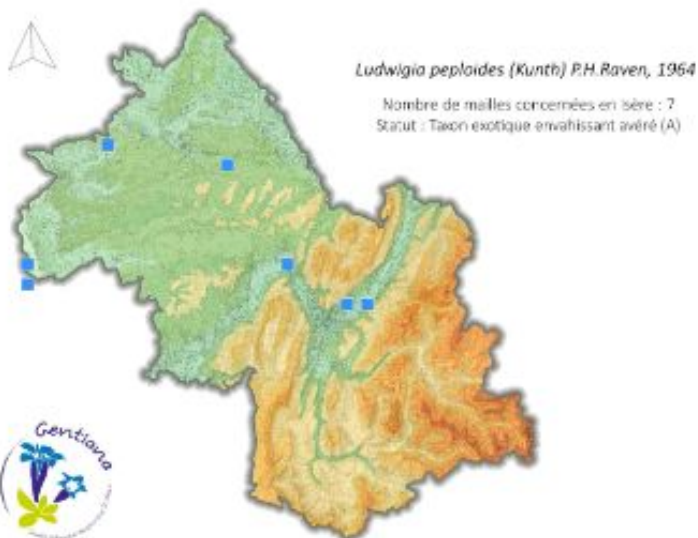 Ludwigia peploides (Kunth) P.H.Raven, 1964
Nombre de mailles concernées en Isère : 7
Statut : Taxon exotique envahissant avéré (A)
Gentiana